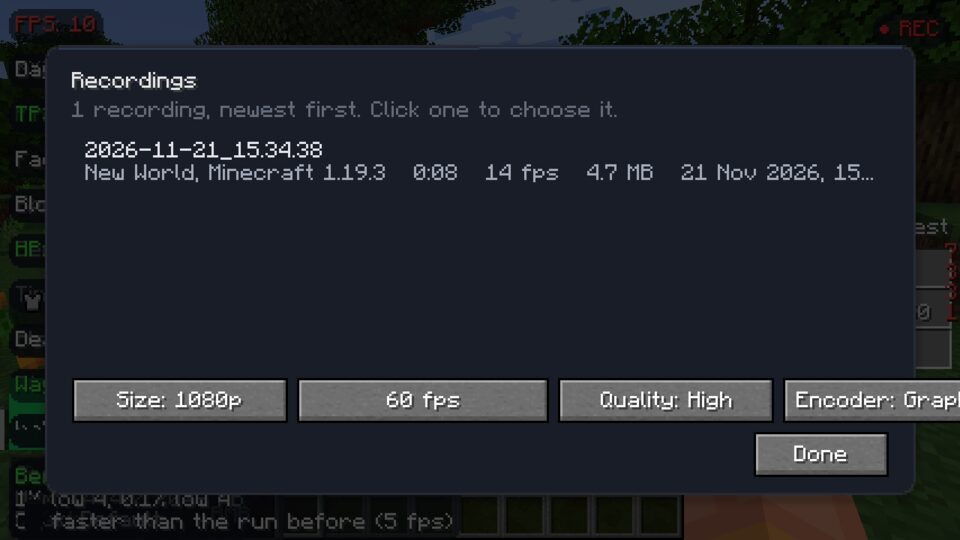 FPS: 10
REC
Recordings
1 recording, newest first. Click one to choose it.
2026-11-21_15.34.38
New World, Minecraft 1.19.3 0:08 14 fps 4.7 MB 21 Nov 2026, 15...
Size: 1080p
60 fps
Quality: High
Encoder: Grap
Done
faster than the run before (5 fps)